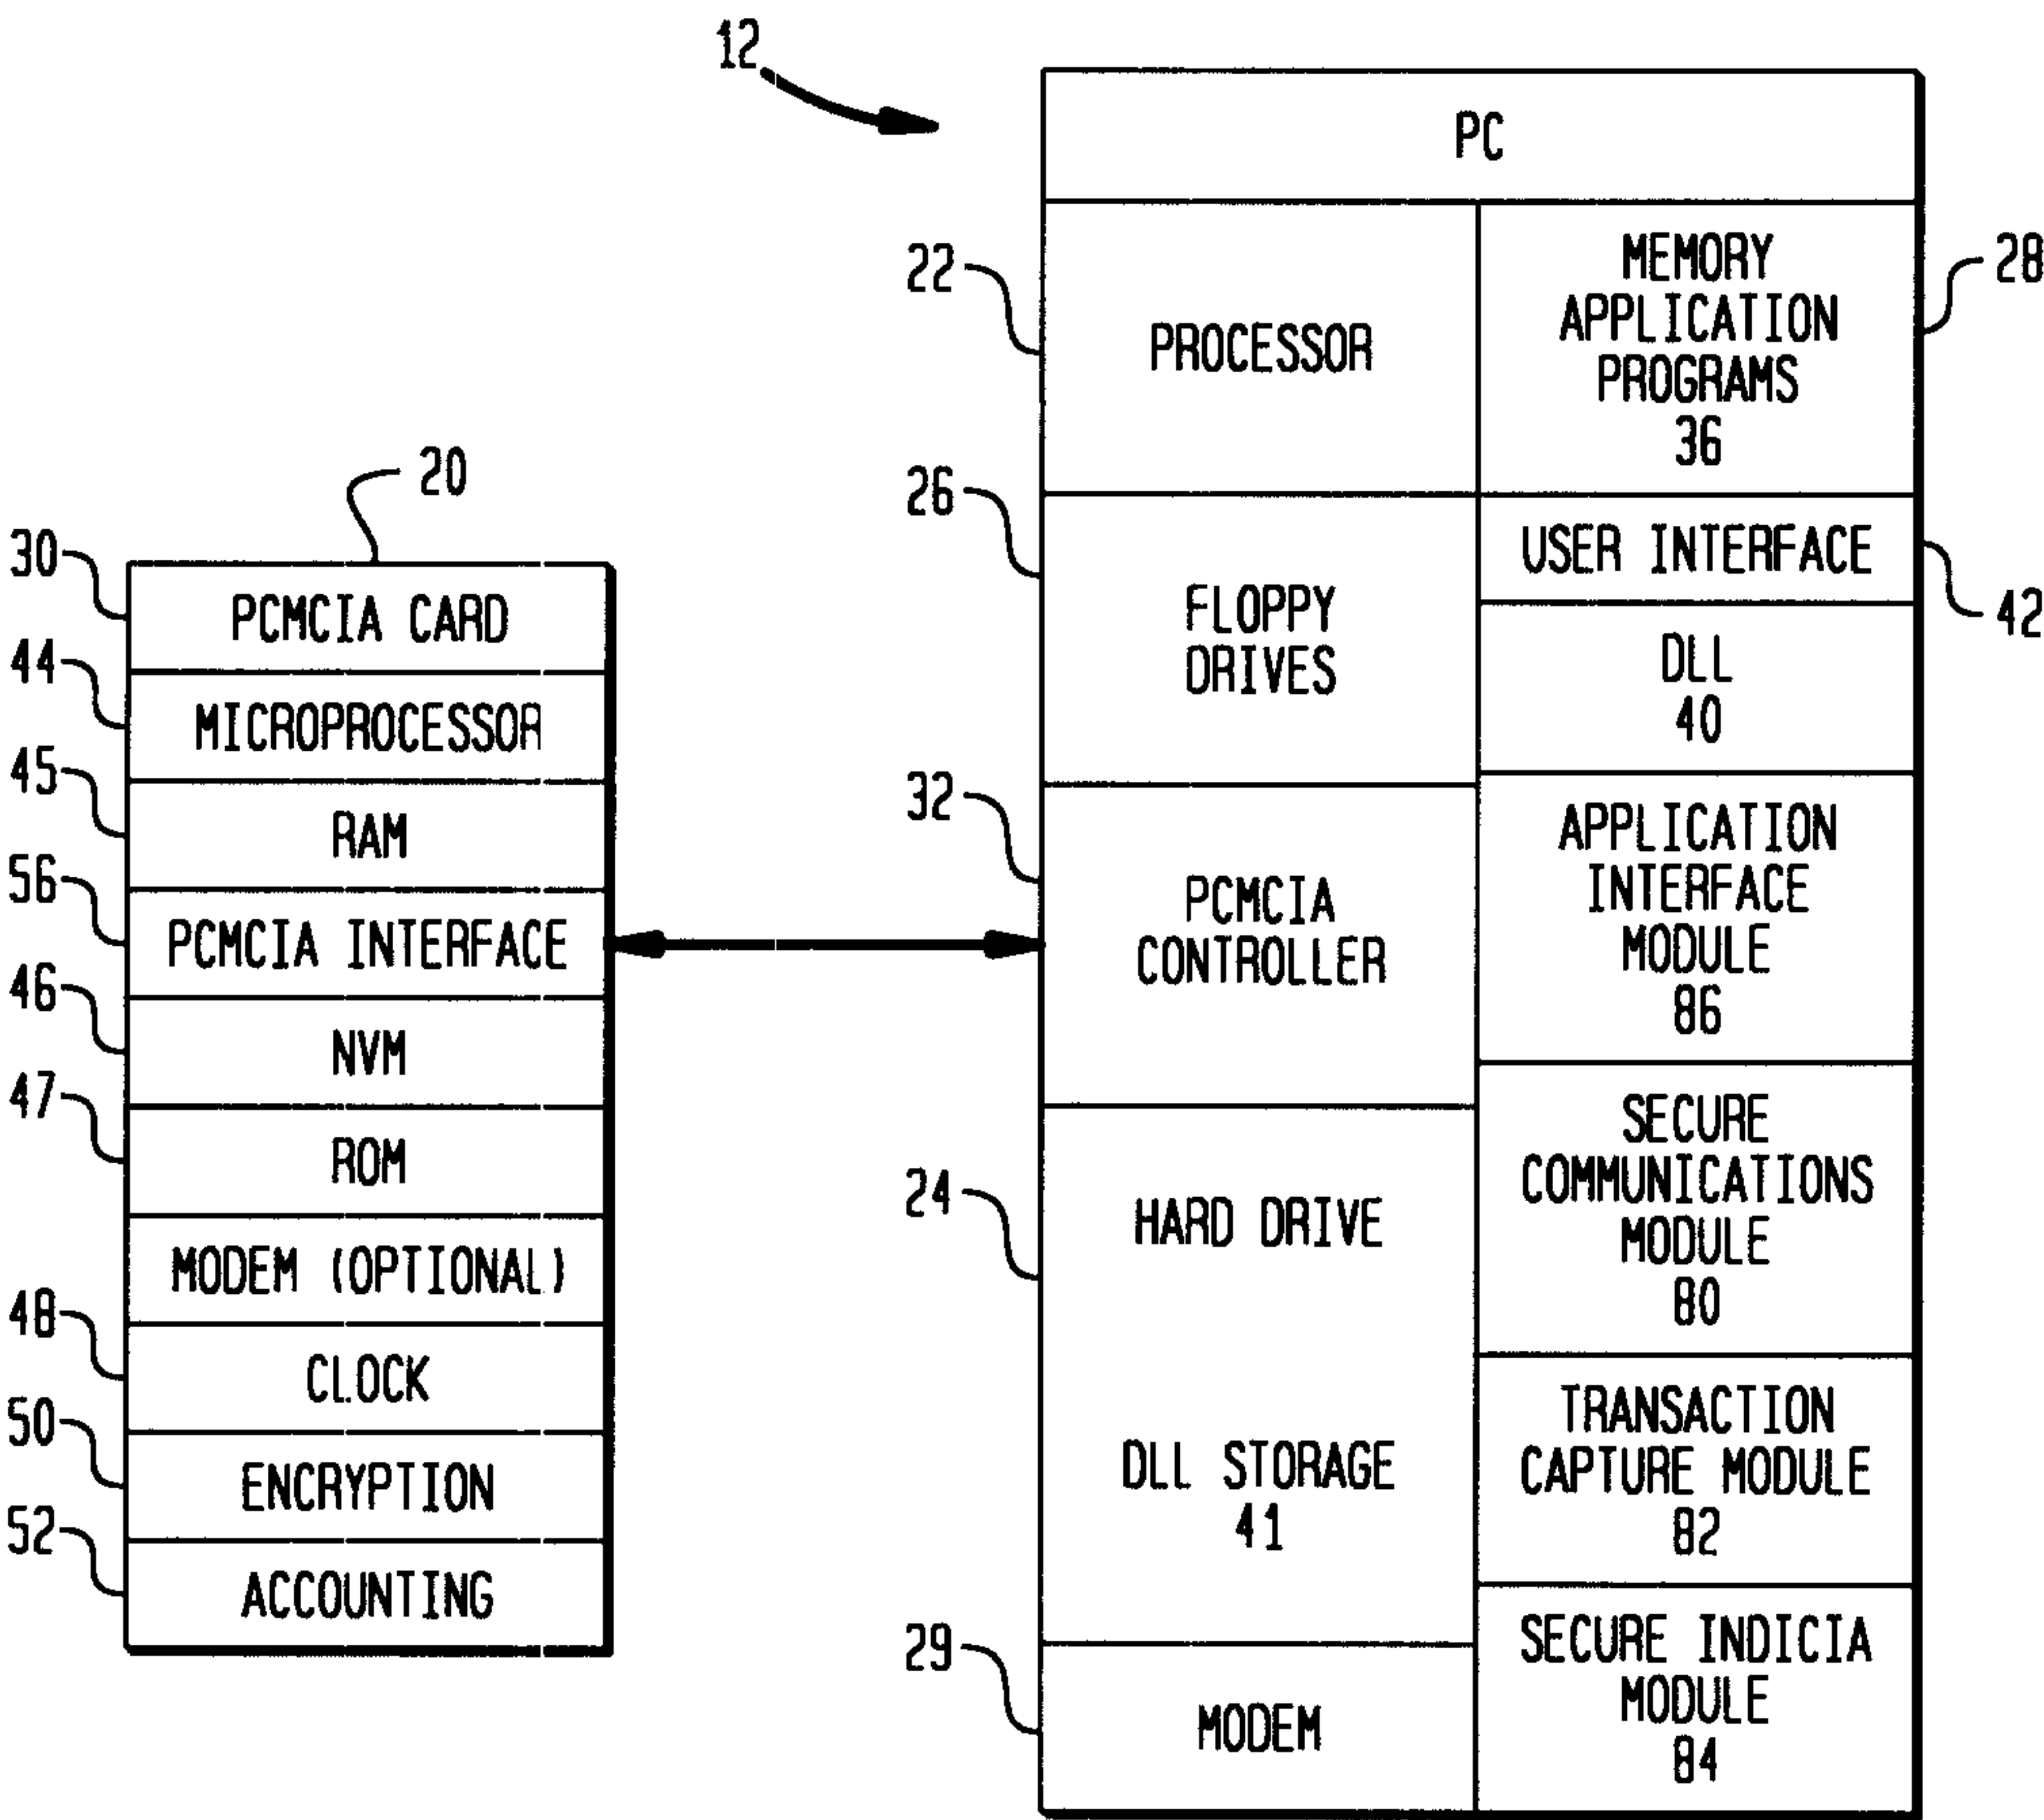 12
20
30
PCMCIA CARD
44
MICROPROCESSOR
45
RAM
56
PCMCIA INTERFACE
46
NVM
47
ROM
MODEM (OPTIONAL)
48
CLOCK
50
ENCRYPTION
52
ACCOUNTING
PC
22
PROCESSOR
26
FLOPPY
DRIVES
32
PCMCIA
CONTROLLER
24
HARD DRIVE
DLL STORAGE
41
29
MODEM
MEMORY
APPLICATION
PROGRAMS
36
28
USER INTERFACE
42
DLL
40
APPLICATION
INTERFACE
MODULE
86
SECURE
COMMUNICATIONS
MODULE
80
TRANSACTION
CAPTURE MODULE
82
SECURE INDICIA
MODULE
84